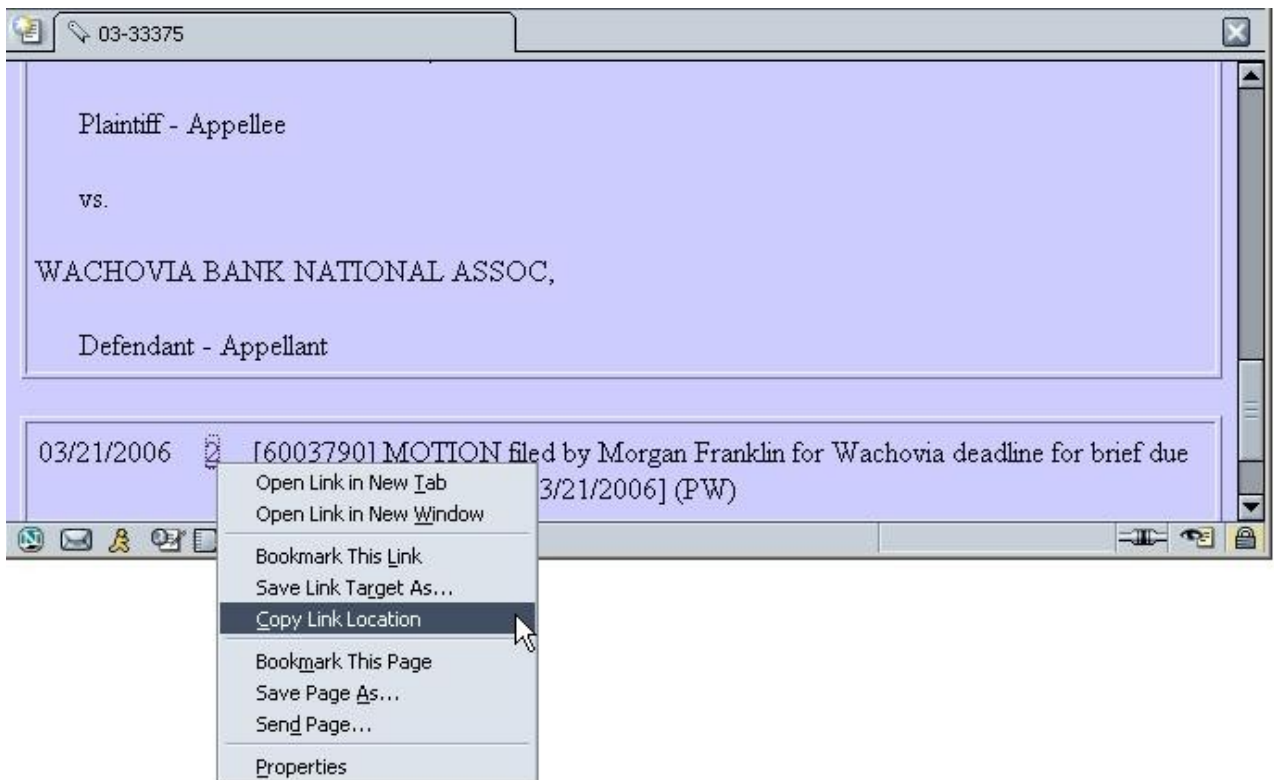 03-33375
Plaintiff - Appellee
vs.
WACHOVIA BANK NATIONAL ASSOC,
Defendant - Appellant
03/21/2006 2 [6003790] MOTION filed by Morgan Franklin for Wachovia deadline for brief due
3/21/2006] (PW)
Open Link in New Tab
Open Link in New Window
Bookmark This Link
Save Link Target As...
Copy Link Location
Bookmark This Page
Save Page As...
Send Page...
Properties